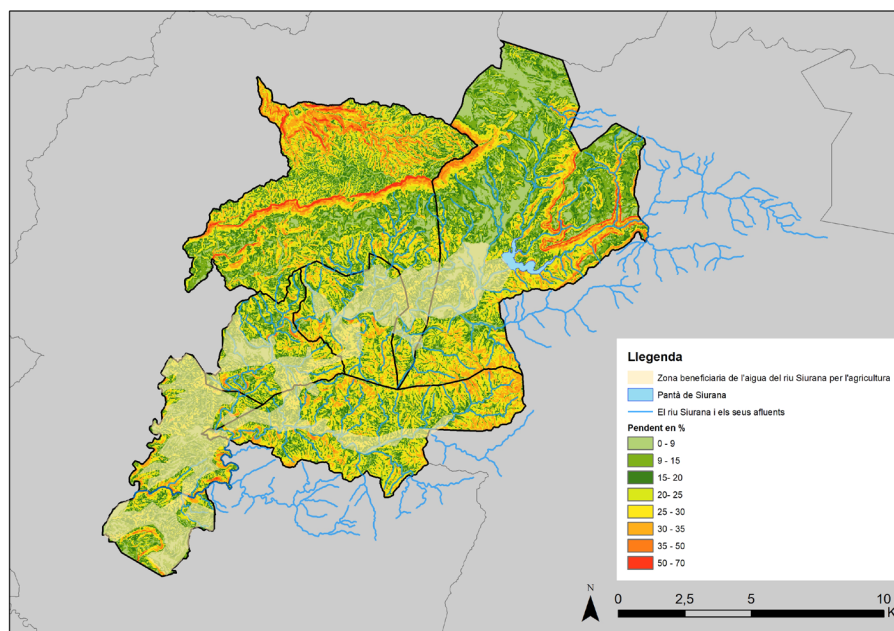 Llegenda
Zona beneficiaria de l'aigua del riu Siurana per l'agricultura
Pantà de Siurana
El riu Siurana i els seus afluents
Pendent en %
0 - 9
9 - 15
15- 20
20- 25
25 - 30
30 - 35
35 - 50
50 - 70
N
0 2,5 5 10
K